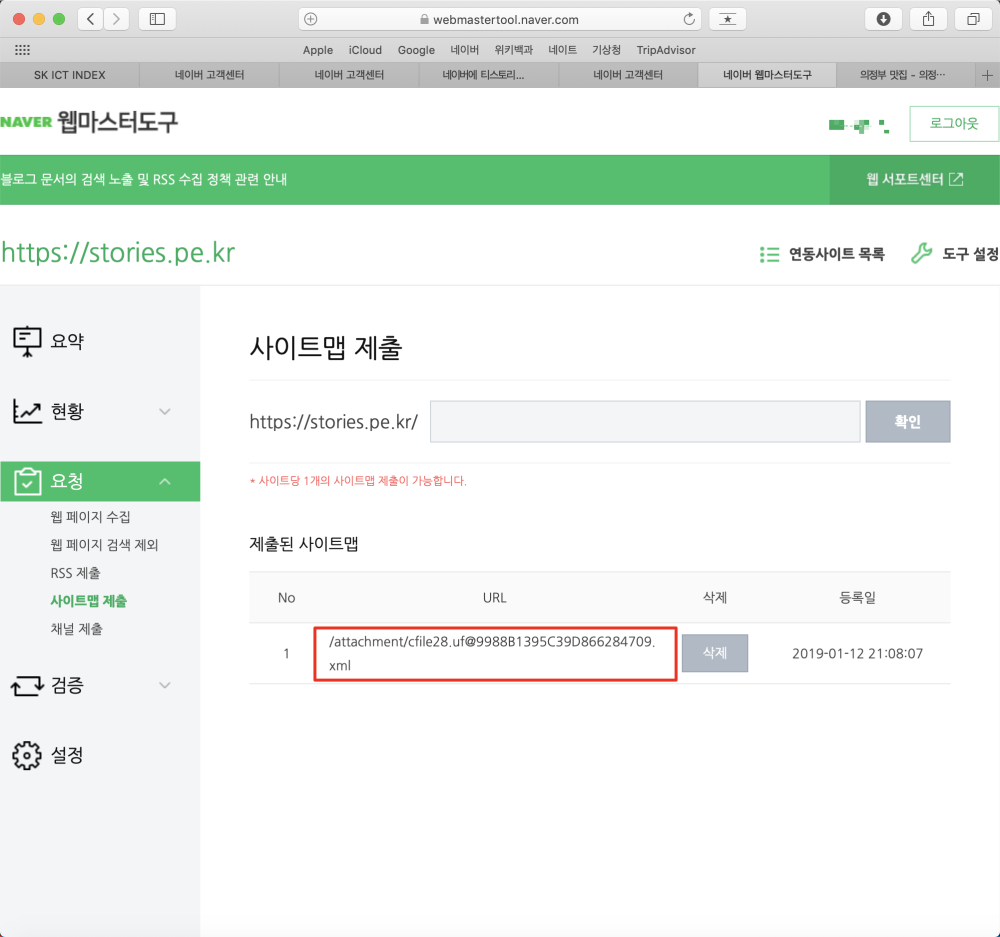 webmastertool.naver.com
Apple iCloud Google 네이버 위키백과 네이트 기상청 TripAdvisor
SK ICT INDEX 네이버 고객센터 네이버 고객센터 네이버에 티스토리... 네이버 고객센터 네이버 웹마스터도구 의정부 맛집 - 의정···
NAVER 웹마스터도구
로그아웃
블로그 문서의 검색 노출 및 RSS 수집 정책 관련 안내
웹 서포트센터
https://stories.pe.kr
연동사이트 목록
도구 설정
요약
현황
요청
웹 페이지 수집
웹 페이지 검색 제외
RSS 제출
사이트맵 제출
채널 제출
검증
설정
사이트맵 제출
https://stories.pe.kr/
확인
* 사이트당 1개의 사이트맵 제출이 가능합니다.
제출된 사이트맵
No URL 삭제 등록일
1 /attachment/cfile28.uf@9988B1395C39D866284709.
xml
삭제 2019-01-12 21:08:07